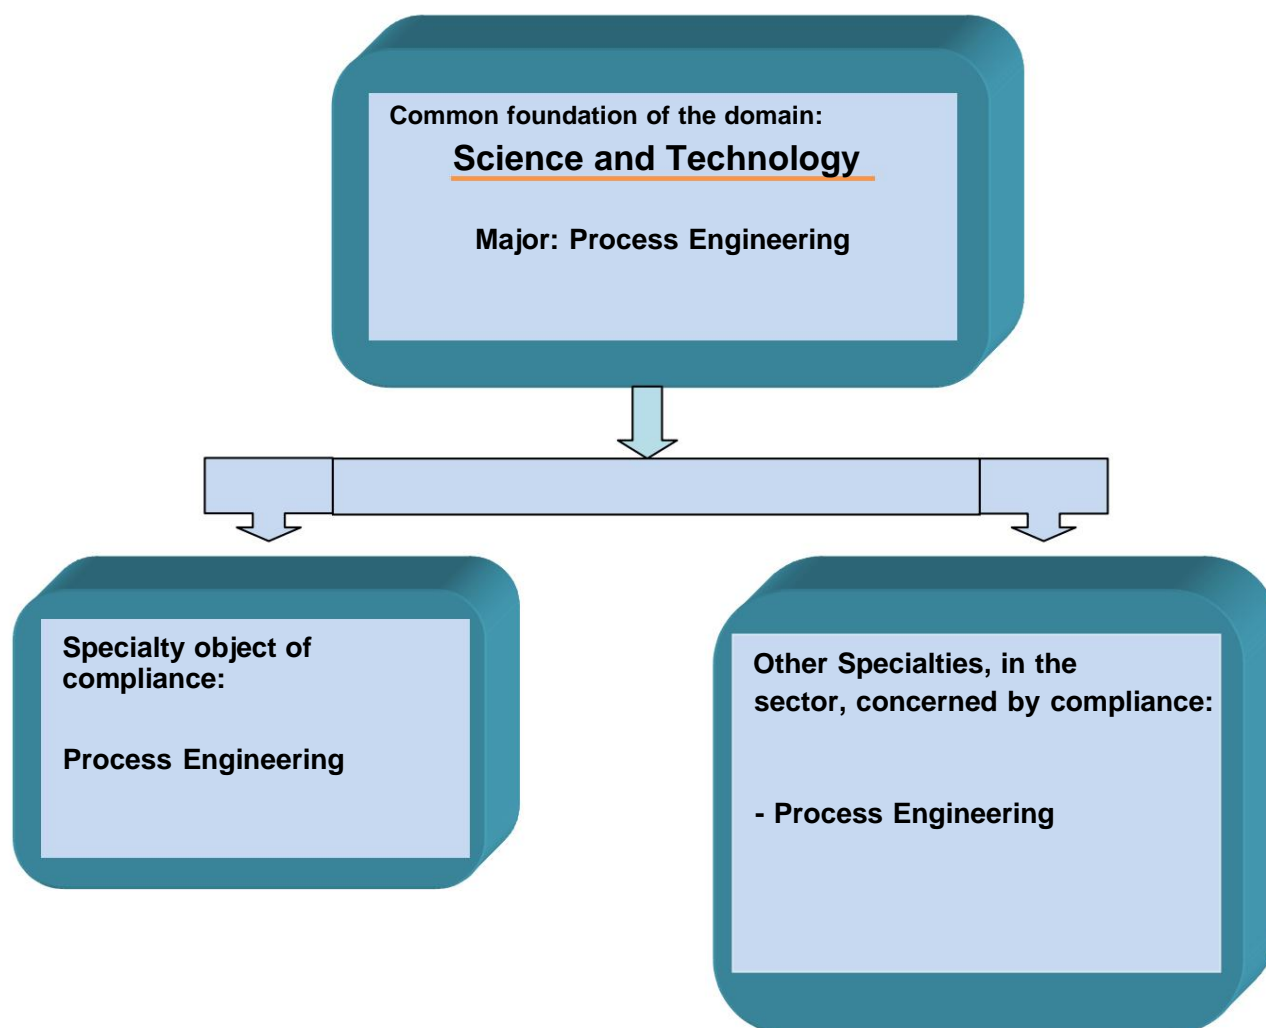 Common foundation of the domain:
Science and Technology
Major: Process Engineering
Specialty object of
compliance:
Process Engineering
Other Specialties, in the
sector, concerned by compliance:
- Process Engineering